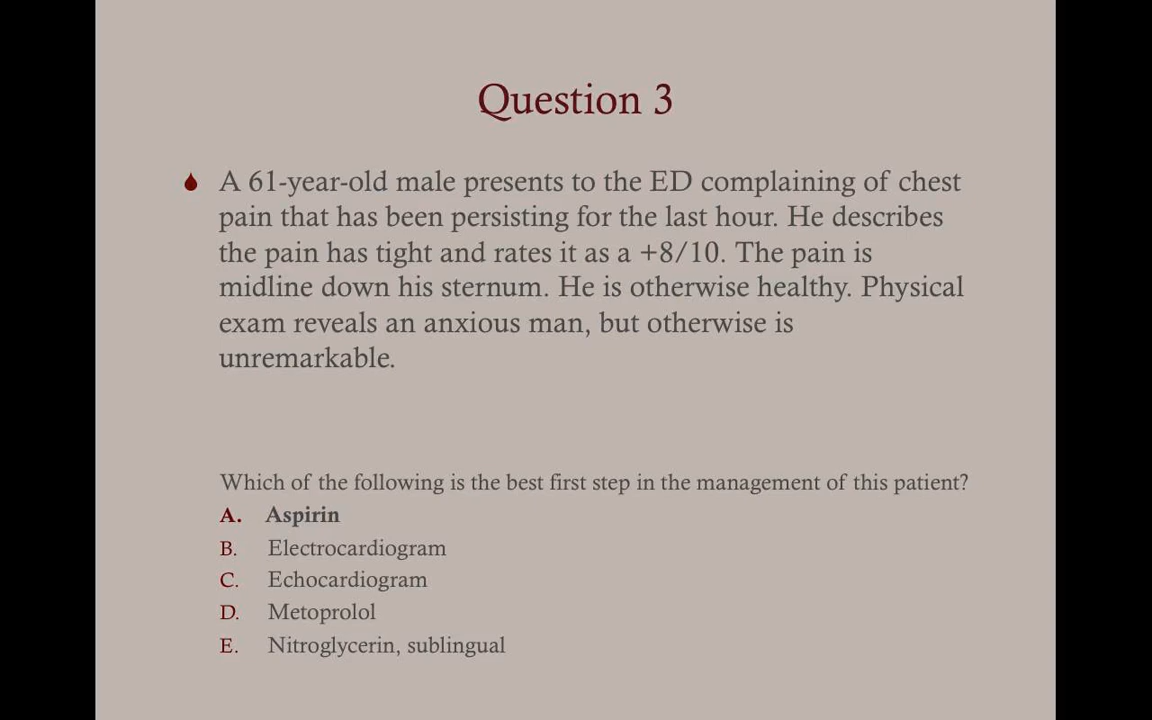 Question 3
A 61-year-old male presents to the ED complaining of chest
pain that has been persisting for the last hour. He describes
the pain has tight and rates it as a +8/10. The pain is
midline down his sternum. He is otherwise healthy. Physical
exam reveals an anxious man, but otherwise is
unremarkable.
Which of the following is the best first step in the management of this patient?
A. Aspirin
B. Electrocardiogram
C. Echocardiogram
D. Metoprolol
E. Nitroglycerin, sublingual